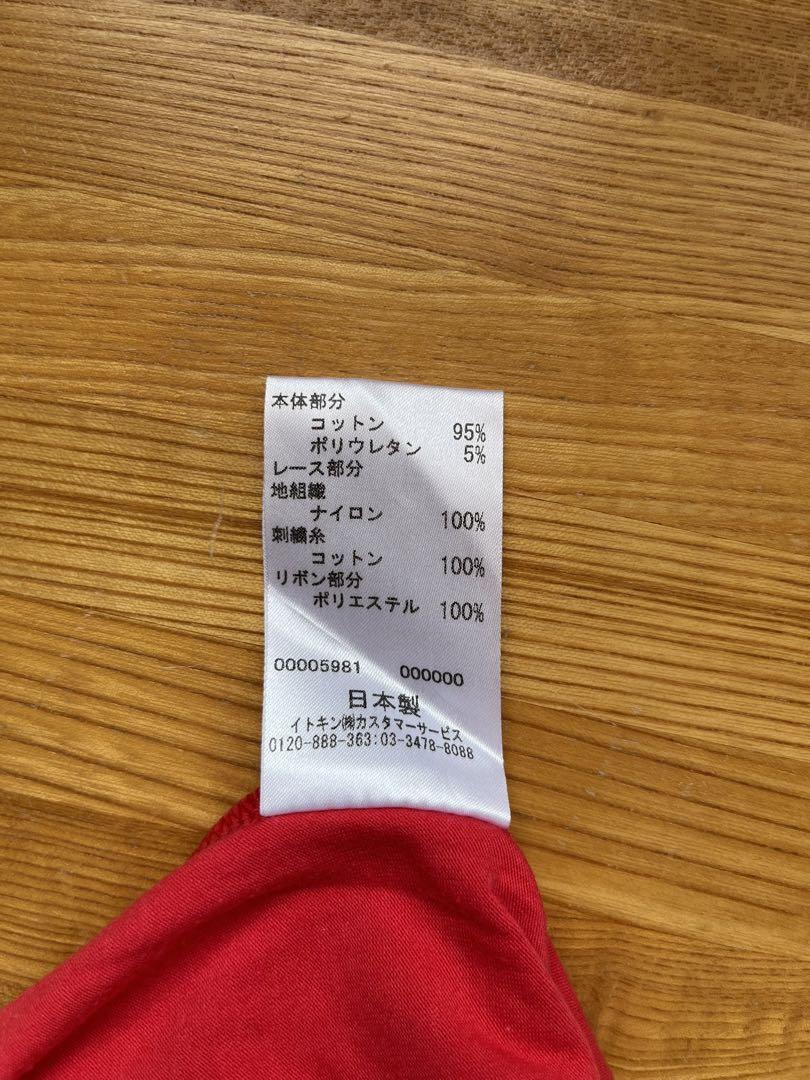 本体部分
コットン 95%
ポリウレタン 5%
レース部分
地組織
ナイロン 100%
刺繍糸
コットン 100%
リボン部分
ポリエステル 100%
00005981 000000
日本製
イトキン㈱カスタマーサービス
0120-888-363:03-3478-8088